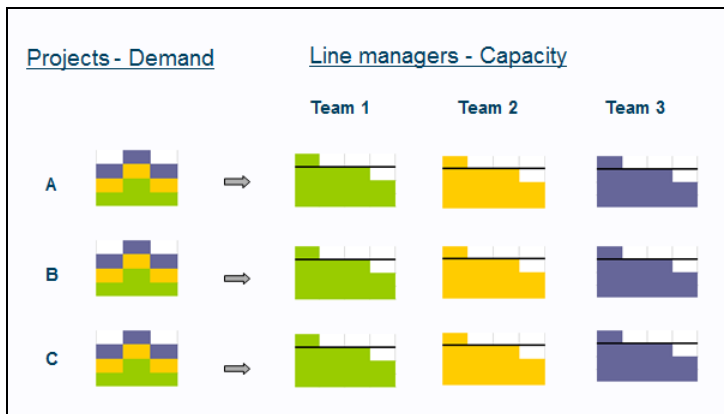 Projects - Demand
Line managers - Capacity
Team 1
Team 2
Team 3
A
B
C